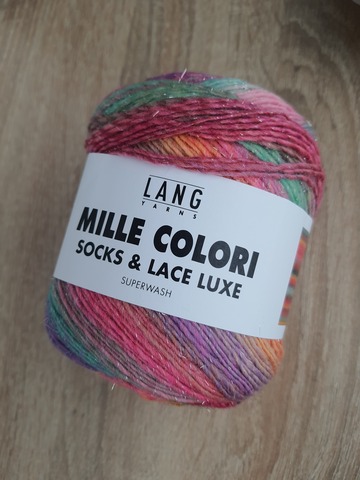 LANG
YARNS
MILLE COLORI
SOCKS & LACE LUXE
SUPERWASH